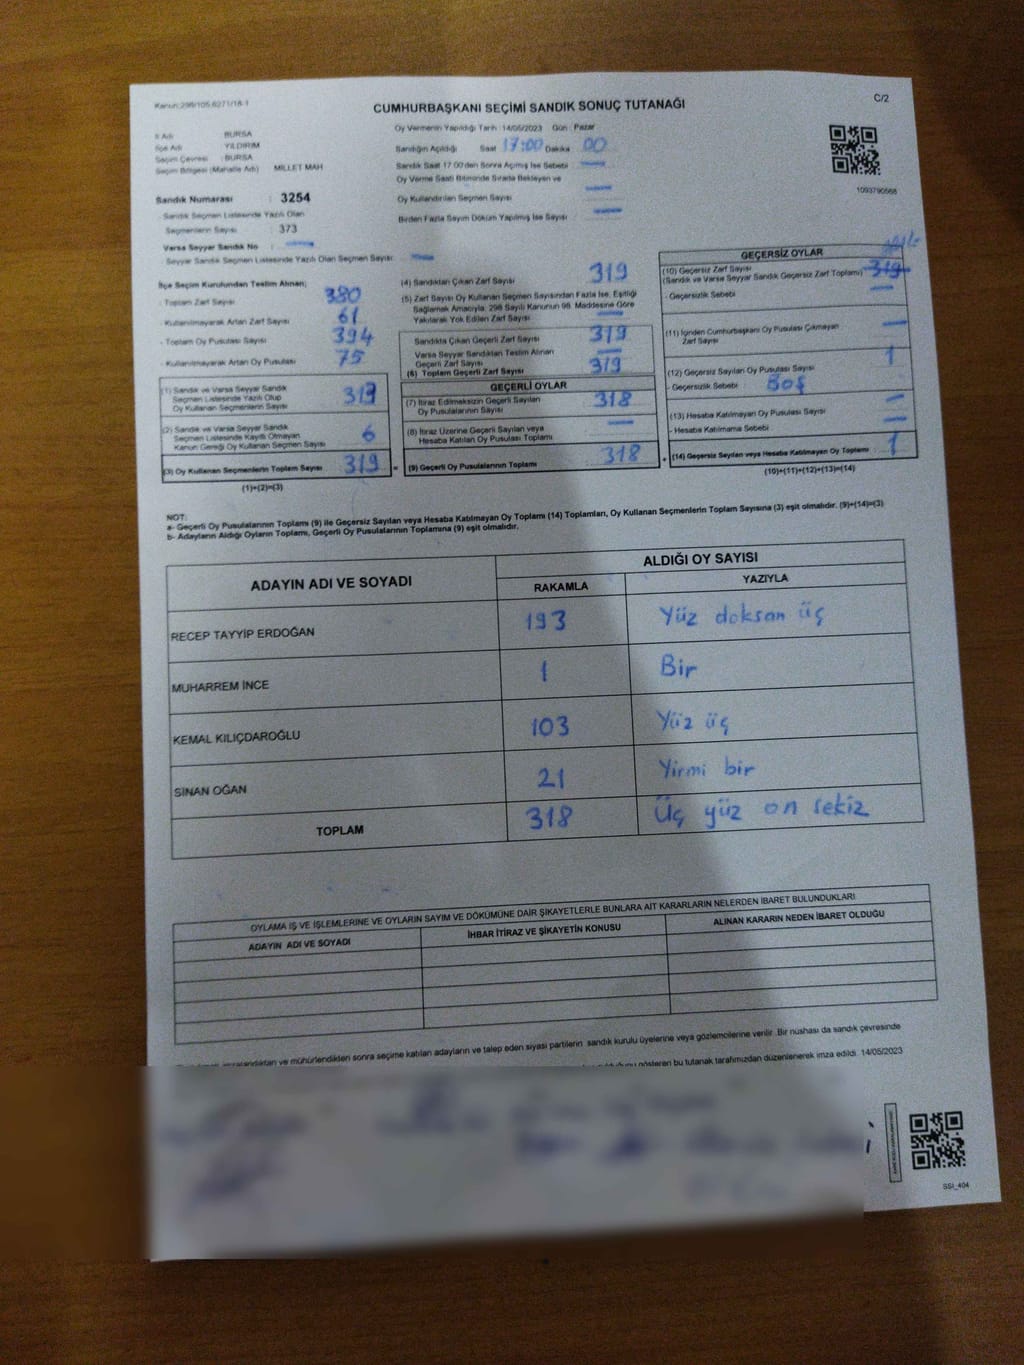 Kanun:298/105,6271/18-1
CUMHURBAŞKANI SEÇİMİ SANDIK SONUÇ TUTANAĞI
C/2
İl Adı : BURSA
İlçe Adı : YILDIRIM
Seçim Çevresi : BURSA
Seçim Bölgesi (Mahalle Adı) MİLLET MAH
Sandık Numarası : 3254
Sandık Seçmen Listesinde Yazılı Olan
Seçmenlerin Sayısı : 373
Varsa Seyyar Sandık No :
Seyyar Sandık Seçmen Listesinde Yazılı Olan Seçmen Sayısı:
Oy Vermenin Yapıldığı Tarih : 14/05/2023 Gün : Pazar
Sandığın Açıldığı Saat 17:00 Dakika 00
Sandık Saat 17:00'den Sonra Açılmış İse Sebebi :
Oy Verme Saati Bitiminde Sırada Bekleyen ve
Oy Kullandırılan Seçmen Sayısı
Birden Fazla Sayım Döküm Yapılmış İse Sayısı :
1093790568
İlçe Seçim Kurulundan Teslim Alınan;
- Toplam Zarf Sayısı : 380
- Kullanılmayarak Artan Zarf Sayısı : 61
- Toplam Oy Pusulası Sayısı : 394
- Kullanılmayarak Artan Oy Pusulası : 75
(1) Sandık ve Varsa Seyyar Sandık
Seçmen Listesinde Yazılı Olup
Oy Kullanan Seçmenlerin Sayısı
(2) Sandık ve Varsa Seyyar Sandık
Seçmen Listesinde Kayıtlı Olmayan
Kanun Gereği Oy Kullanan Seçmen Sayısı 6
(3) Oy Kullanan Seçmenlerin Toplam Sayısı 319 =
(1)+(2)=(3)
(4) Sandıktan Çıkan Zarf Sayısı 319
(5) Zarf Sayısı Oy Kullanan Seçmen Sayısından Fazla İse, Eşitliği
Sağlamak Amacıyla, 298 Sayılı Kanunun 98. Maddesine Göre
Yakılarak Yok Edilen Zarf Sayısı
Sandıkta Çıkan Geçerli Zarf Sayısı 319
Varsa Seyyar Sandıktan Teslim Alınan
Geçerli Zarf Sayısı
(6) Toplam Geçerli Zarf Sayısı 319
GEÇERLİ OYLAR
(7) İtiraz Edilmeksizin Geçerli Sayılan
Oy Pusulalarının Sayısı 318
(8) İtiraz Üzerine Geçerli Sayılan veya
Hesaba Katılan Oy Pusulası Toplamı
(9) Geçerli Oy Pusulalarının Toplamı 318 +
GEÇERSİZ OYLAR
(10) Geçersiz Zarf Sayısı 319
(Sandık ve Varsa Seyyar Sandık Geçersiz Zarf Toplamı)
- Geçersizlik Sebebi
(11) İçinden Cumhurbaşkanı Oy Pusulası Çıkmayan
Zarf Sayısı
(12) Geçersiz Sayılan Oy Pusulası Sayısı 1
- Geçersizlik Sebebi : Boş
(13) Hesaba Katılmayan Oy Pusulası Sayısı
- Hesaba Katılmama Sebebi :
(14) Geçersiz Sayılan veya Hesaba Katılmayan Oy Toplamı 1
(10)+(11)+(12)+(13)=(14)
NOT:
a- Geçerli Oy Pusulalarının Toplamı (9) ile Geçersiz Sayılan veya Hesaba Katılmayan Oy Toplamı (14) Toplamları, Oy Kullanan Seçmenlerin Toplam Sayısına (3) eşit olmalıdır. (9)+(14)=(3)
b- Adayların Aldığı Oyların Toplamı, Geçerli Oy Pusulalarının Toplamına (9) eşit olmalıdır.
ADAYIN ADI VE SOYADI ALDIĞI OY SAYISI
RAKAMLA YAZIYLA
RECEP TAYYİP ERDOĞAN 193 Yüz doksan üç
MUHARREM İNCE 1 Bir
KEMAL KILIÇDAROĞLU 103 Yüz üç
SİNAN OĞAN 21 Yirmi bir
TOPLAM 318 Üç yüz on sekiz
OYLAMA İŞ VE İŞLEMLERİNE VE OYLARIN SAYIM VE DÖKÜMÜNE DAİR ŞİKAYETLERLE BUNLARA AİT KARARLARIN NELERDEN İBARET BULUNDUKLARI
ADAYIN ADI VE SOYADI İHBAR İTİRAZ VE ŞİKAYETİN KONUSU ALINAN KARARIN NEDEN İBARET OLDUĞU
imzalandıktan ve mühürlendikten sonra seçime katılan adayların ve talep eden siyasi partilerin sandık kurulu üyelerine veya gözlemcilerine verilir. Bir nüshası da sandık çevresinde
gösteren bu tutanak tarafımızdan düzenlenerek imza edildi. 14/05/2023
SSI_404